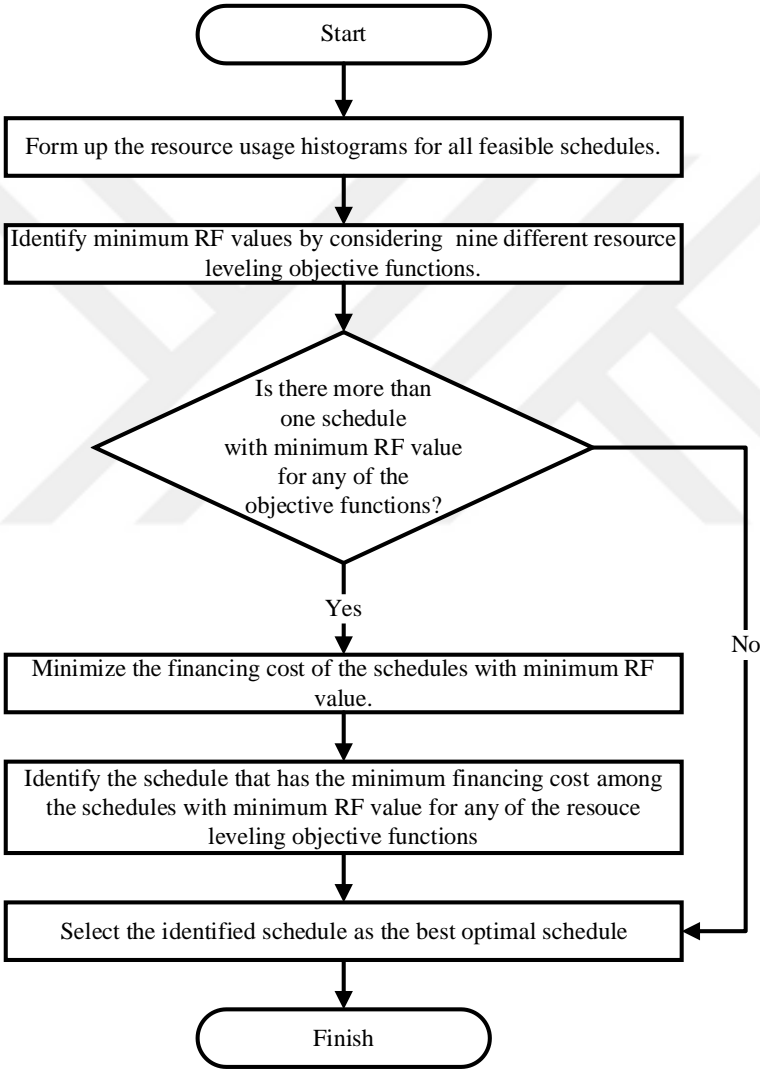 Start
Form up the resource usage histograms for all feasible schedules.
Identify minimum RF values by considering  nine different resource
leveling objective functions.
Is there more than
one schedule
with minimum RF value
for any of the
objective functions?
Yes
No
Minimize the financing cost of the schedules with minimum RF
value.
Identify the schedule that has the minimum financing cost among
the schedules with minimum RF value for any of the resouce
leveling objective functions
Select the identified schedule as the best optimal schedule
Finish